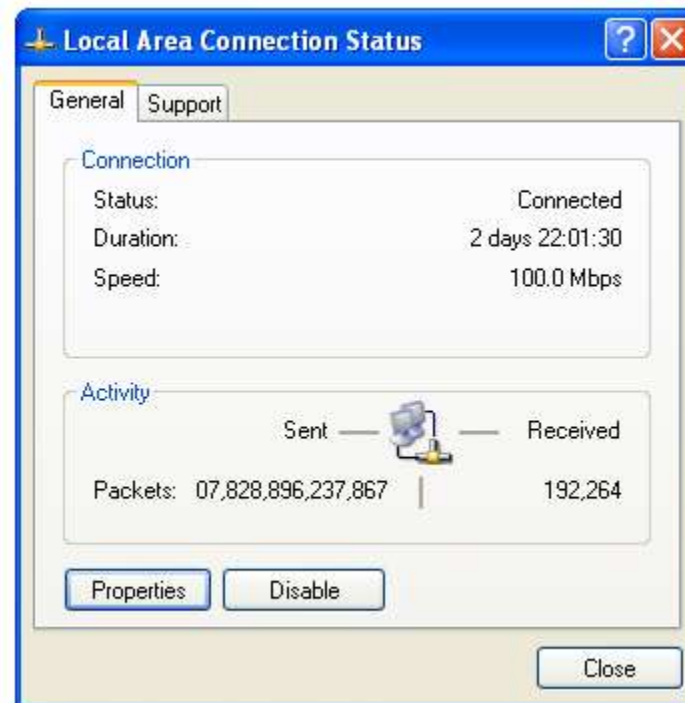 Local Area Connection Status
General Support
Connection
Status: Connected
Duration: 2 days 22:01:30
Speed: 100.0 Mbps
Activity
Sent Received
Packets: 07,828,896,237,867 192,264
Properties Disable
Close